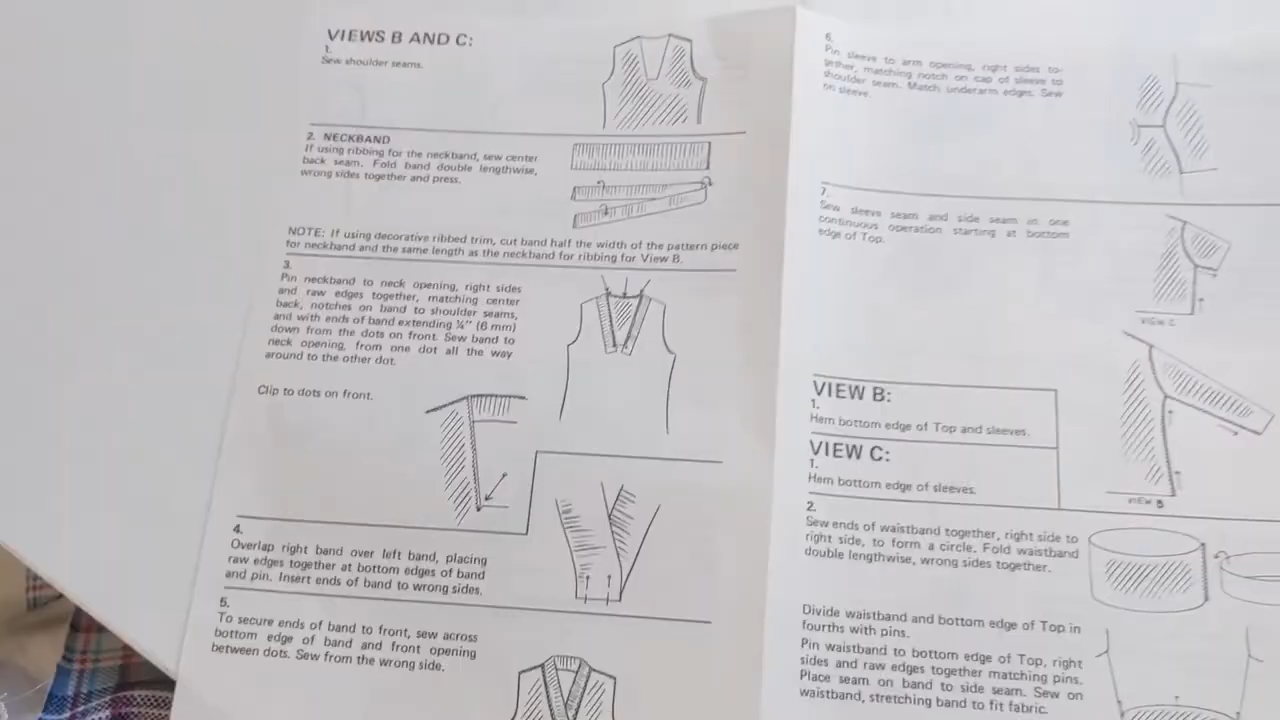 VIEWS B AND C:
1.
Sew shoulder seams.
2. NECKBAND
If using ribbing for the neckband, sew center
back seam. Fold band double lengthwise,
wrong sides together and press.
NOTE: If using decorative ribbed trim, cut band half the width of the pattern piece
for neckband and the same length as the neckband for ribbing for View B.
3.
Pin neckband to neck opening, right sides
and raw edges together, matching center
back, notches on band to shoulder seams,
and with ends of band extending ¼" (6 mm)
down from the dots on front. Sew band to
neck opening, from one dot all the way
around to the other dot.
Clip to dots on front.
4.
Overlap right band over left band, placing
raw edges together at bottom edges of band
and pin. Insert ends of band to wrong sides.
5.
To secure ends of band to front, sew across
bottom edge of band and front opening
between dots. Sew from the wrong side.
6.
Pin sleeve to arm opening, right sides to-
gether, matching notch on cap of sleeve to
shoulder seam. Match underarm edges. Sew
on sleeve.
7.
Sew sleeve seam and side seam in one
continuous operation starting at bottom
edge of Top.
VIEW C
VIEW B
VIEW B:
1.
Hem bottom edge of Top and sleeves.
VIEW C:
1.
Hem bottom edge of sleeves.
2.
Sew ends of waistband together, right side to
right side, to form a circle. Fold waistband
double lengthwise, wrong sides together.
Divide waistband and bottom edge of Top in
fourths with pins.
Pin waistband to bottom edge of Top, right
sides and raw edges together matching pins.
Place seam on band to side seam. Sew on
waistband, stretching band to fit fabric.